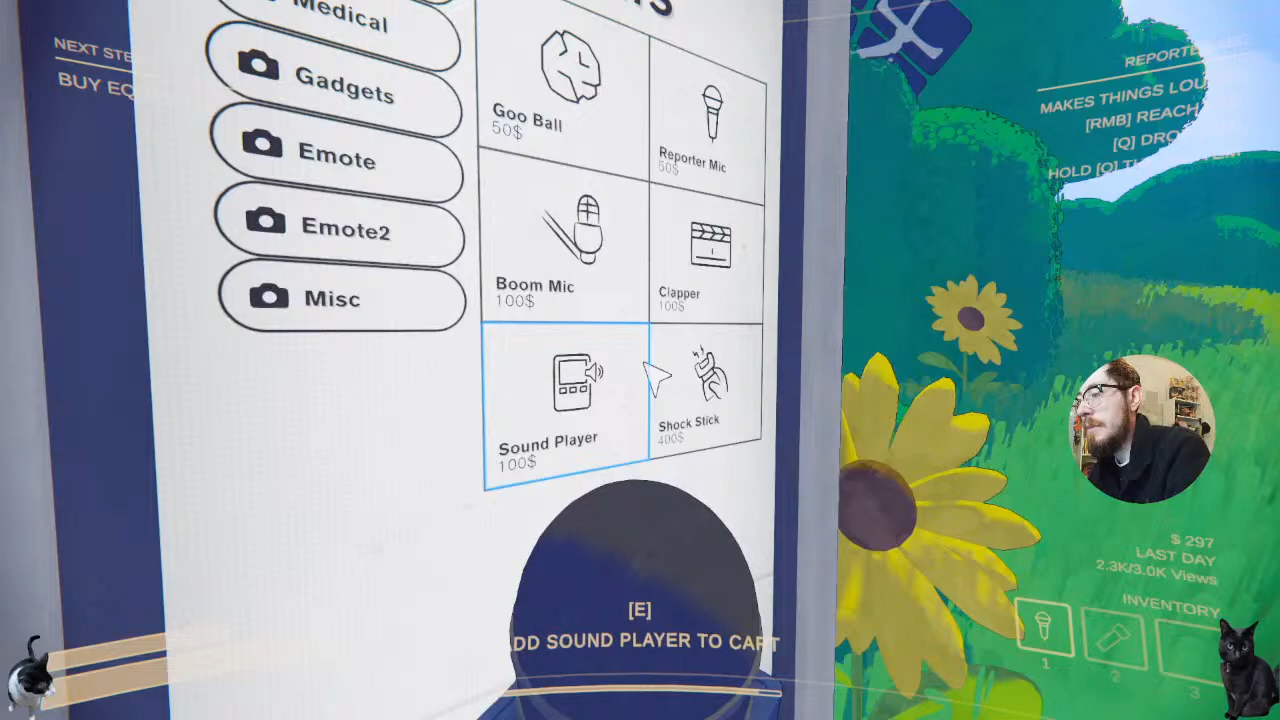 Medical
Gadgets
Emote
Emote2
Misc
Goo Ball
50$
Reporter Mic
50$
Boom Mic
100$
Clapper
100$
Sound Player
100$
Shock Stick
400$
NEXT STE
BUY EQ
REPORTE
MAKES THINGS LOU
[RMB] REACH
[Q] DRO
HOLD [Q] T
[E]
DD SOUND PLAYER TO CART
$ 297
LAST DAY
2.3K/3.0K Views
INVENTORY
1
2
3